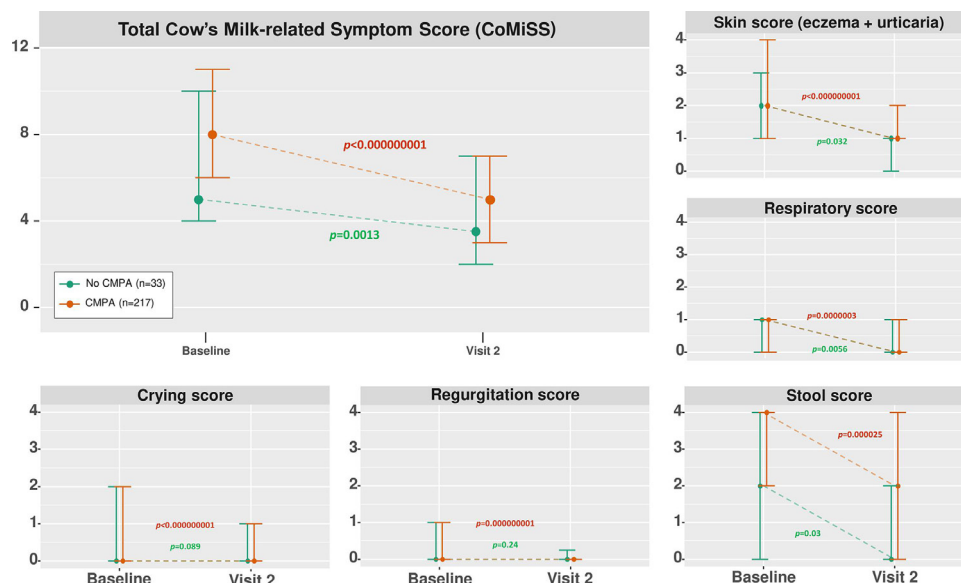 Total Cow's Milk-related Symptom Score (CoMiSS)
12
8
4
0
p<0.000000001
p=0.0013
No CMPA (n=33)
CMPA (n=217)
Baseline
Visit 2
Skin score (eczema + urticaria)
4
3
2
1
0
p<0.000000001
p=0.032
Respiratory score
4
3
2
1
0
p=0.0000003
p=0.0056
Crying score
4
3
2
1
0
p<0.000000001
p=0.089
Baseline
Visit 2
Regurgitation score
4
3
2
1
0
p=0.000000001
p=0.24
Baseline
Visit 2
Stool score
4
3
2
1
0
p=0.000025
p=0.03
Baseline
Visit 2